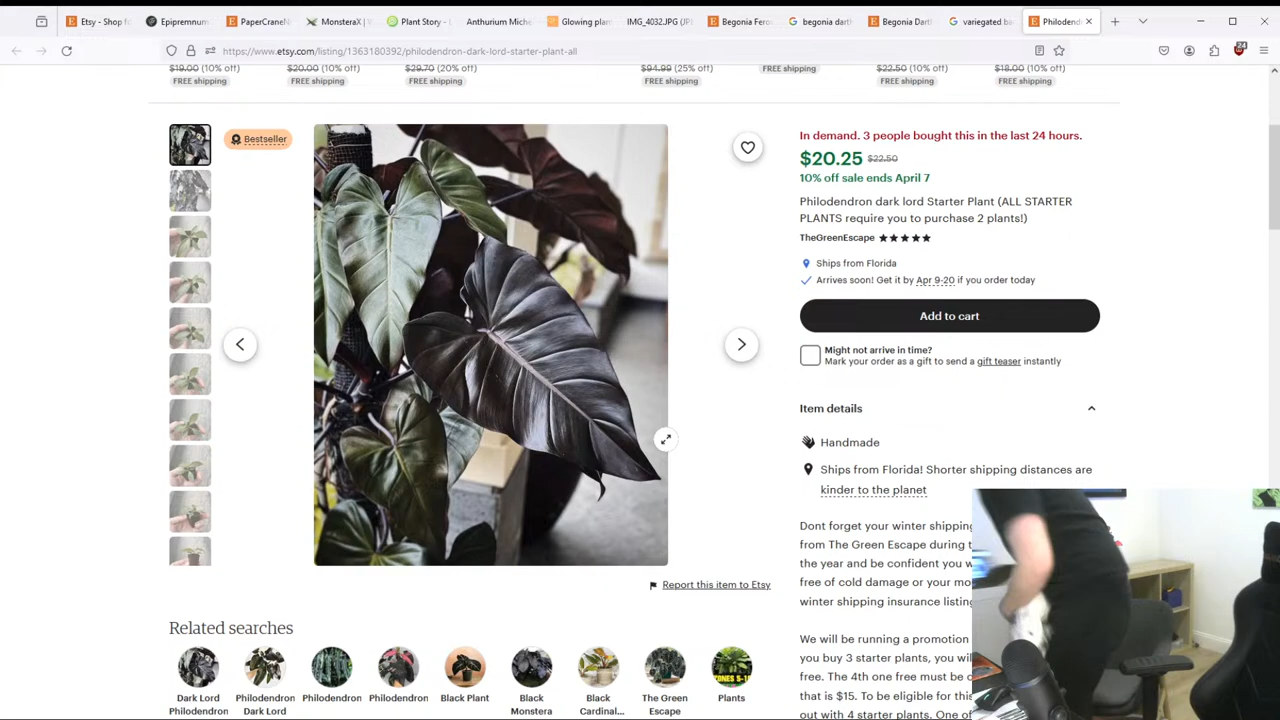 Etsy - Shop fo
Epipremnum
PaperCraneN
MonsteraX |
Plant Story -
Anthurium Miche
Glowing plan
IMG_4032.JPG (JP
Begonia Fero
begonia dart
Begonia Dart
variegated ba
Philodendr
24
https://www.etsy.com/listing/1363180392/philodendron-dark-lord-starter-plant-all
$19.00 (10% off)
$20.00 (10% off)
$29.70 (20% off)
$94.99 (25% off)
$22.50 (10% off)
$18.00 (10% off)
FREE shipping
FREE shipping
FREE shipping
FREE shipping
FREE shipping
FREE shipping
FREE shipping
Bestseller
In demand. 3 people bought this in the last 24 hours.
$20.25 $22.50
10% off sale ends April 7
Philodendron dark lord Starter Plant (ALL STARTER
PLANTS require you to purchase 2 plants!)
TheGreenEscape
Ships from Florida
Arrives soon! Get it by Apr 9-20 if you order today
Add to cart
Might not arrive in time?
Mark your order as a gift to send a gift teaser instantly
Item details
Handmade
Ships from Florida! Shorter shipping distances are
kinder to the planet
Dont forget your winter shipping
from The Green Escape during t
the year and be confident you w
free of cold damage or your mo
winter shipping insurance listing
We will be running a promotion
you buy 3 starter plants, you wil
free. The 4th one free must be o
that is $15. To be eligible for this
out with 4 starter plants. One of
Report this item to Etsy
Related searches
Dark Lord
Philodendron
Philodendron
Dark Lord
Philodendron
Philodendron
Black Plant
Black
Monstera
Black
Cardinal...
The Green
Escape
Plants